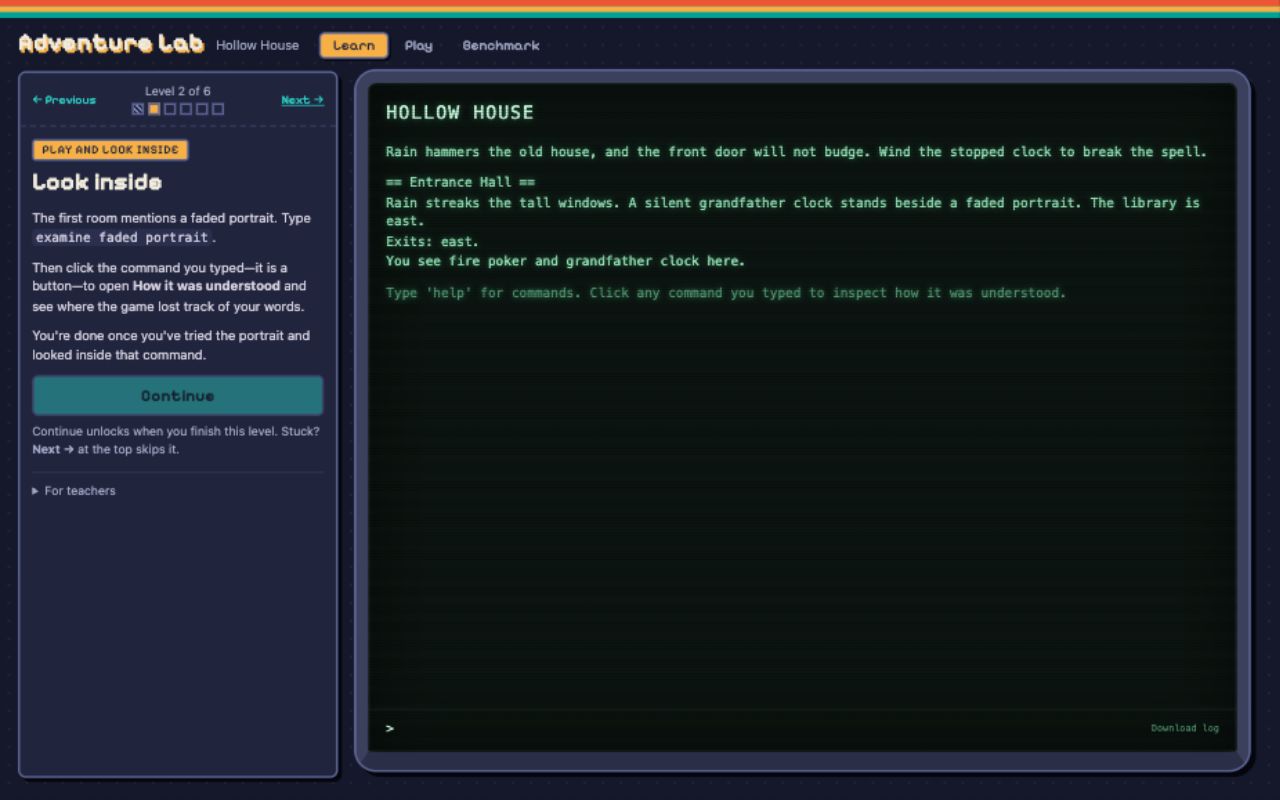 Adventure Lab Hollow House Learn Play Benchmark
← Previous
Level 2 of 6
Next →
PLAY AND LOOK INSIDE
Look inside
The first room mentions a faded portrait. Type
examine faded portrait.
Then click the command you typed—it is a
button—to open How it was understood and
see where the game lost track of your words.
You're done once you've tried the portrait and
looked inside that command.
Continue
Continue unlocks when you finish this level. Stuck?
Next → at the top skips it.
▶ For teachers
HOLLOW HOUSE
Rain hammers the old house, and the front door will not budge. Wind the stopped clock to break the spell.
== Entrance Hall ==
Rain streaks the tall windows. A silent grandfather clock stands beside a faded portrait. The library is
east.
Exits: east.
You see fire poker and grandfather clock here.
Type 'help' for commands. Click any command you typed to inspect how it was understood.
>
Download log